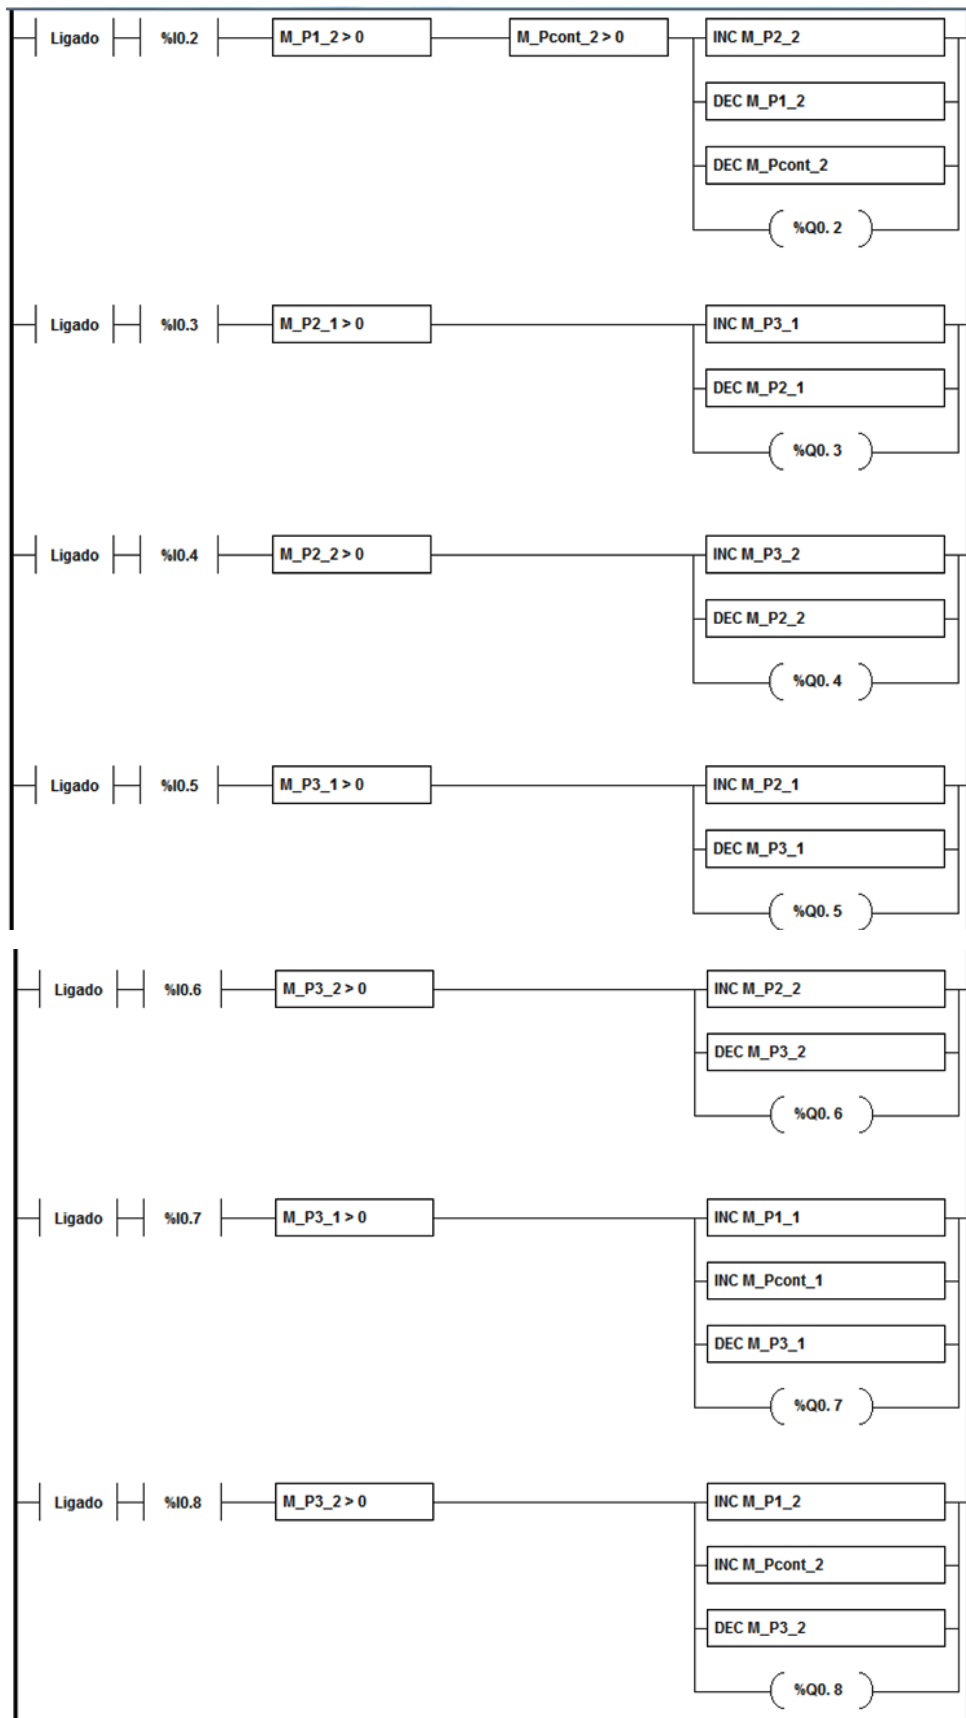 Ligado %I0.2 M_P1_2 > 0 M_Pcont_2 > 0 INC M_P2_2
DEC M_P1_2
DEC M_Pcont_2
%Q0. 2
Ligado %I0.3 M_P2_1 > 0 INC M_P3_1
DEC M_P2_1
%Q0. 3
Ligado %I0.4 M_P2_2 > 0 INC M_P3_2
DEC M_P2_2
%Q0. 4
Ligado %I0.5 M_P3_1 > 0 INC M_P2_1
DEC M_P3_1
%Q0. 5
Ligado %I0.6 M_P3_2 > 0 INC M_P2_2
DEC M_P3_2
%Q0. 6
Ligado %I0.7 M_P3_1 > 0 INC M_P1_1
INC M_Pcont_1
DEC M_P3_1
%Q0. 7
Ligado %I0.8 M_P3_2 > 0 INC M_P1_2
INC M_Pcont_2
DEC M_P3_2
%Q0. 8